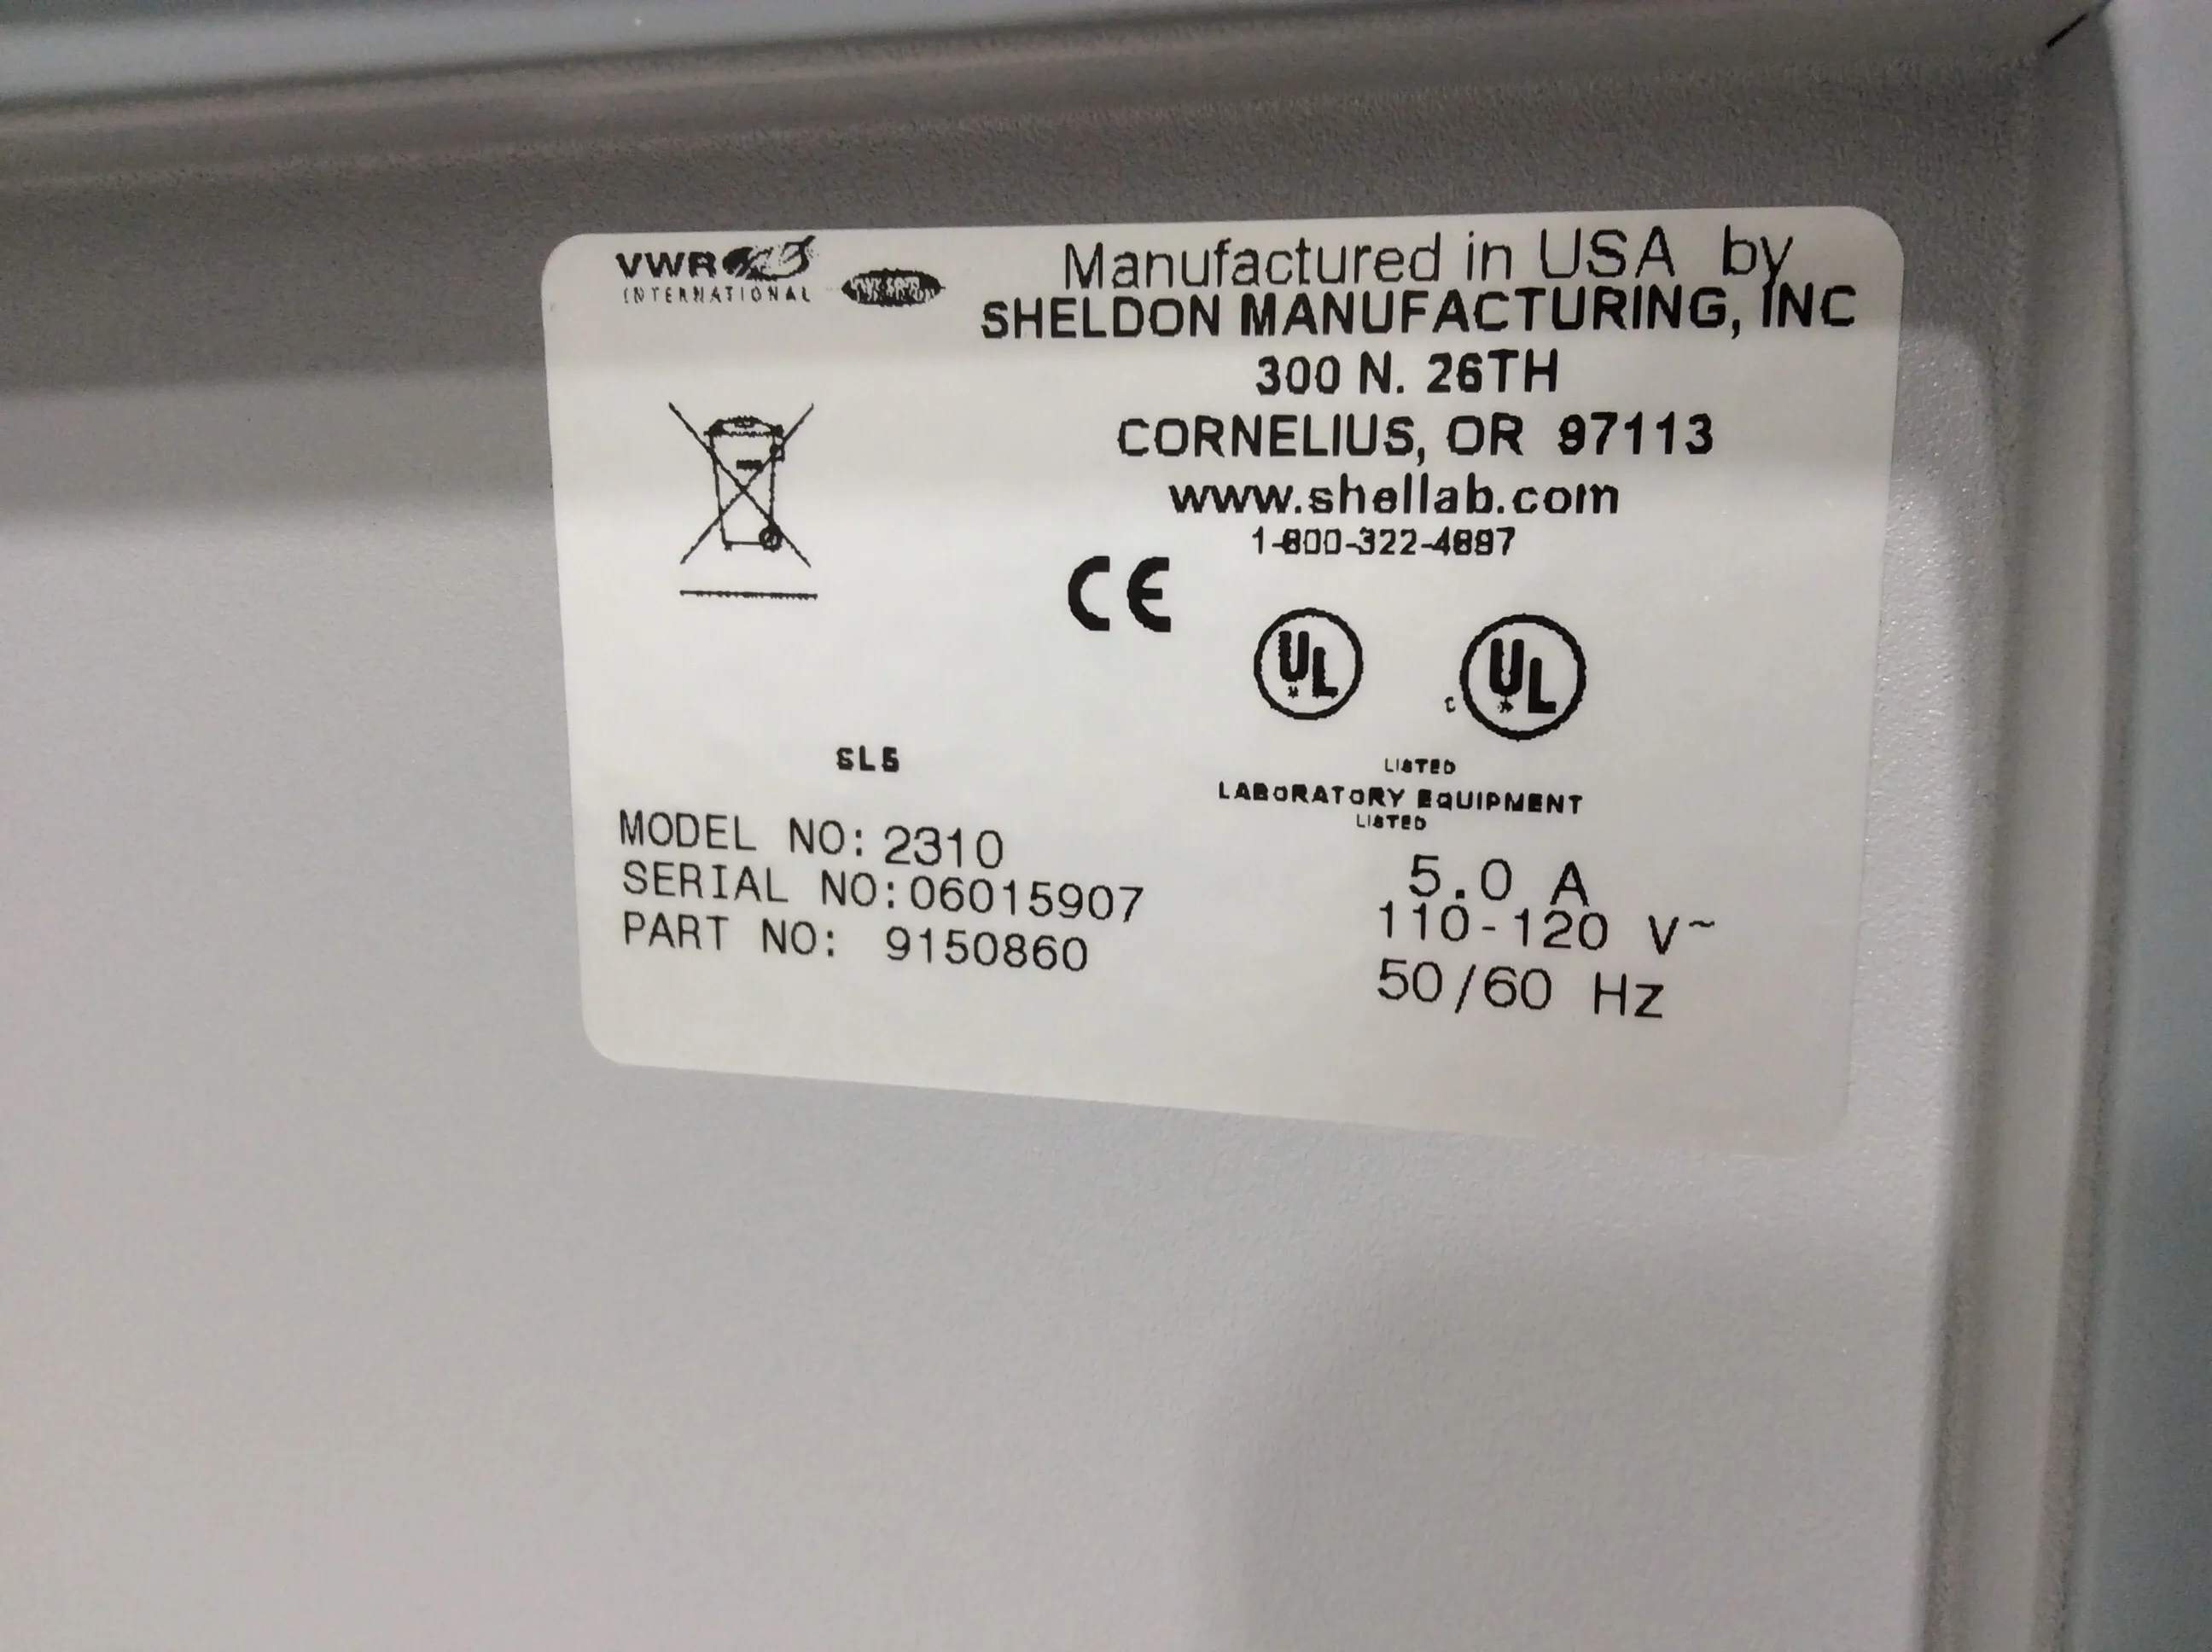 VWR
INTERNATIONAL
Manufactured in USA by
SHELDON MANUFACTURING, INC
300 N. 26TH
CORNELIUS, OR 97113
www.shellab.com
1-800-322-4897
CE
UL
C UL
LISTED
LABORATORY EQUIPMENT
LISTED
MODEL NO: 2310
SERIAL NO: 06015907
PART NO: 9150860
5.0 A
110-120 V~
50/60 Hz